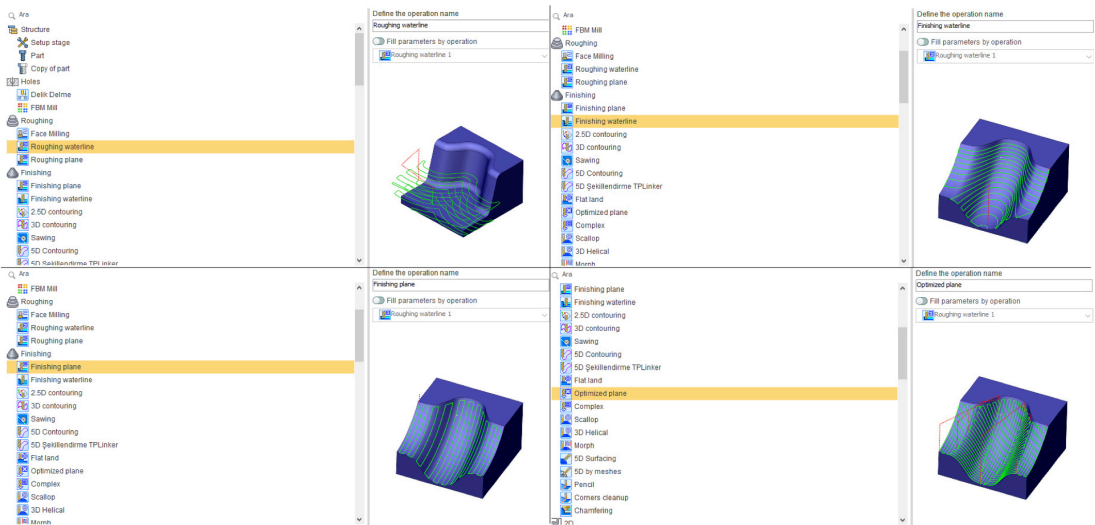 Ara
Structure
Setup stage
Part
Copy of part
Holes
Delik Delme
FBM Mill
Roughing
Face Milling
Roughing waterline
Roughing plane
Finishing
Finishing plane
Finishing waterline
2.5D contouring
3D contouring
Sawing
5D Contouring
5D Şekillendirme TPLinker
Define the operation name
Roughing waterline
Fill parameters by operation
Roughing waterline 1
Ara
FBM Mill
Roughing
Face Milling
Roughing waterline
Roughing plane
Finishing
Finishing plane
Finishing waterline
2.5D contouring
3D contouring
Sawing
5D Contouring
5D Şekillendirme TPLinker
Flat land
Optimized plane
Complex
Scallop
3D Helical
Morph
Define the operation name
Finishing waterline
Fill parameters by operation
Roughing waterline 1
Ara
FBM Mill
Roughing
Face Milling
Roughing waterline
Roughing plane
Finishing
Finishing plane
Finishing waterline
2.5D contouring
3D contouring
Sawing
5D Contouring
5D Şekillendirme TPLinker
Flat land
Optimized plane
Complex
Scallop
3D Helical
Morph
Define the operation name
Finishing plane
Fill parameters by operation
Roughing waterline 1
Ara
Finishing plane
Finishing waterline
2.5D contouring
3D contouring
Sawing
5D Contouring
5D Şekillendirme TPLinker
Flat land
Optimized plane
Complex
Scallop
3D Helical
Morph
5D Surfacing
5D by meshes
Pencil
Corners cleanup
Chamfering
2D
Define the operation name
Optimized plane
Fill parameters by operation
Roughing waterline 1